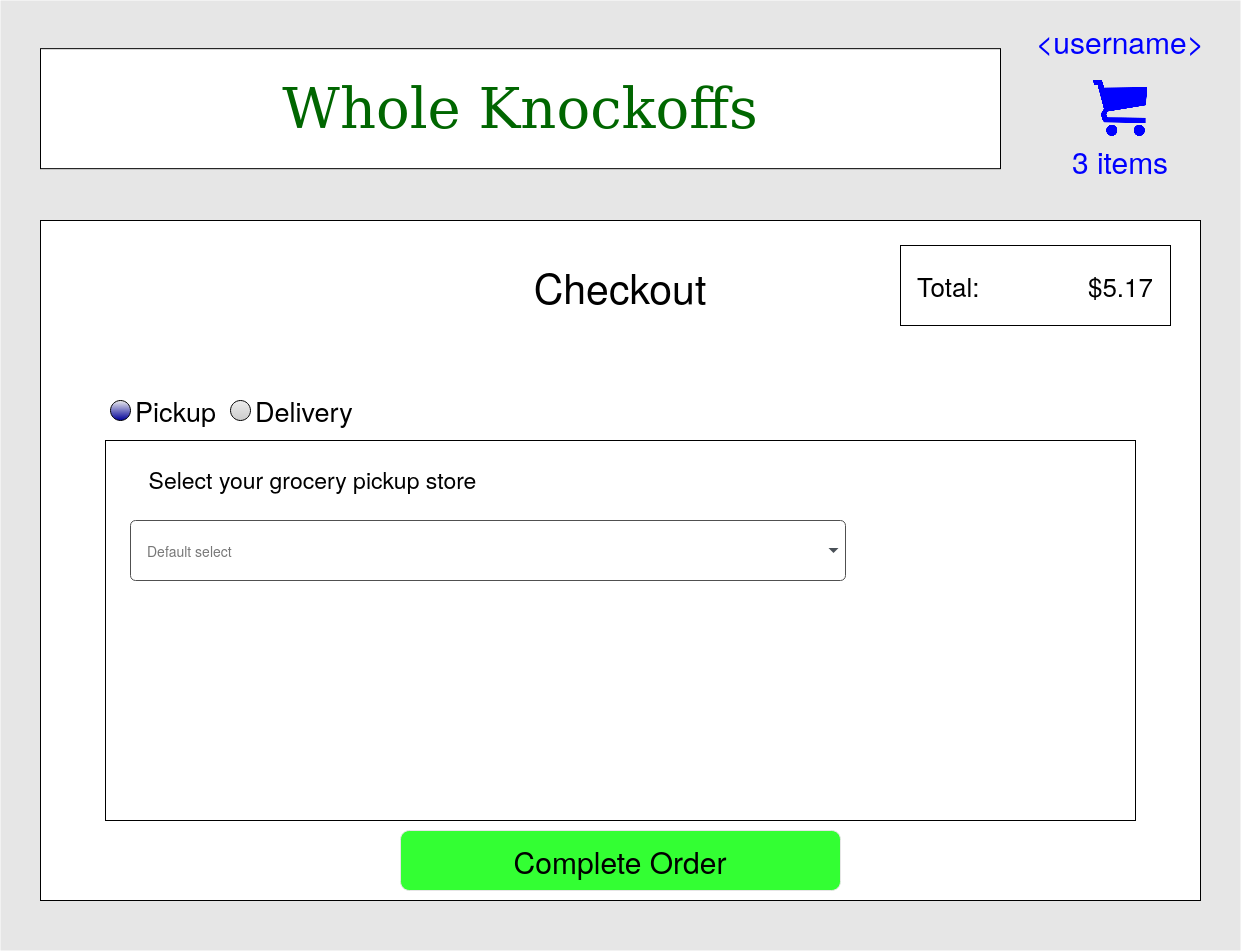 <username>
Whole Knockoffs
3 items
Checkout
Total: $5.17
Pickup Delivery
Select your grocery pickup store
Default select
Complete Order